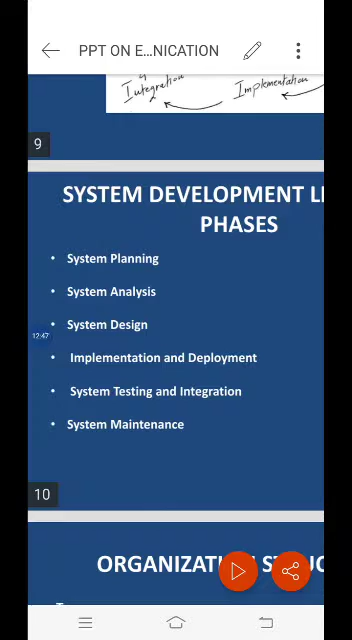 PPT ON E...NICATION
Integration
Implementation
9
SYSTEM DEVELOPMENT LI
PHASES
• System Planning
• System Analysis
• System Design
12:47
• Implementation and Deployment
• System Testing and Integration
• System Maintenance
10
ORGANIZATI